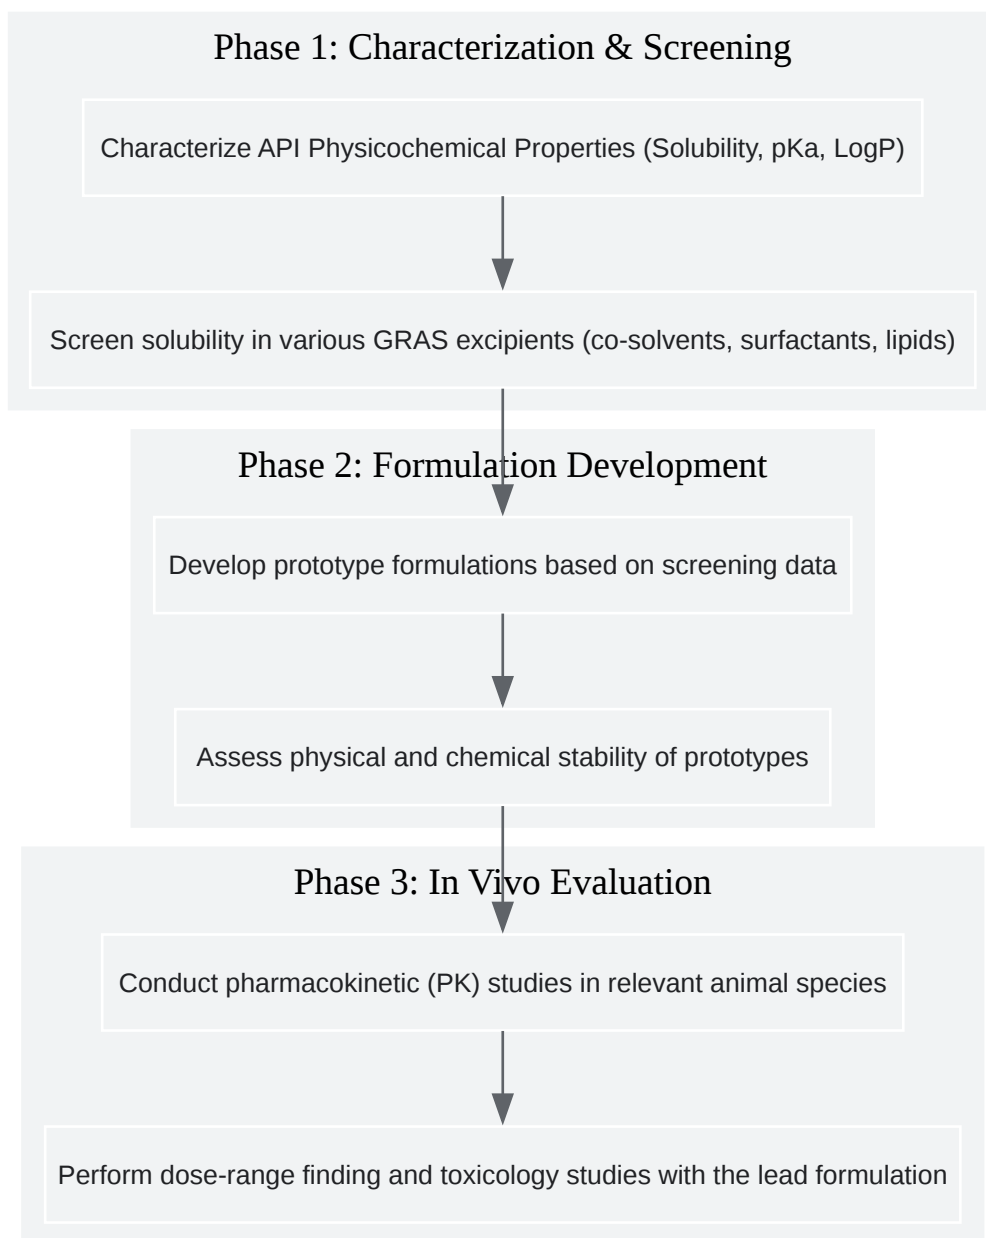 Phase 1: Characterization & Screening
Characterize API Physicochemical Properties (Solubility, pKa, LogP)
Screen solubility in various GRAS excipients (co-solvents, surfactants, lipids)
Phase 2: Formulation Development
Develop prototype formulations based on screening data
Assess physical and chemical stability of prototypes
Phase 3: In Vivo Evaluation
Conduct pharmacokinetic (PK) studies in relevant animal species
Perform dose-range finding and toxicology studies with the lead formulation